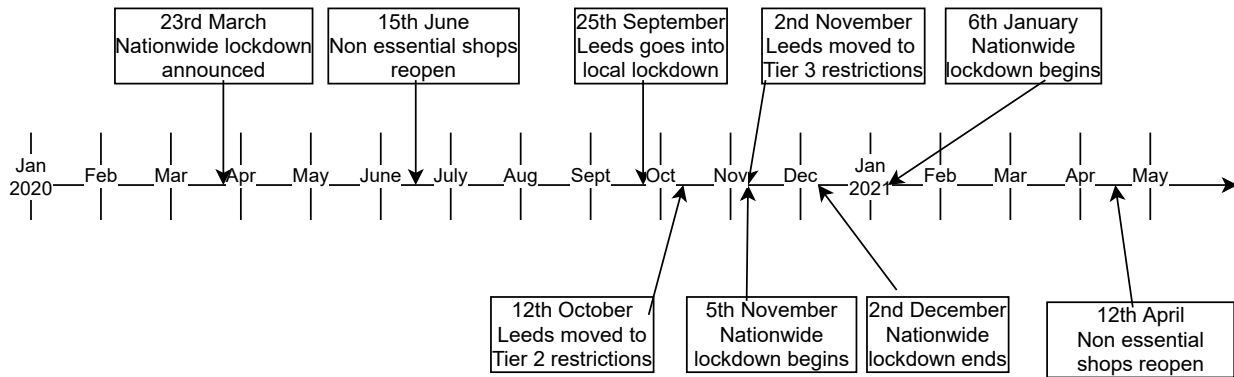 23rd March
Nationwide lockdown
announced
15th June
Non essential shops
reopen
25th September
Leeds goes into
local lockdown
2nd November
Leeds moved to
Tier 3 restrictions
6th January
Nationwide
lockdown begins
Jan
2020
Feb
Mar
Apr
May
June
July
Aug
Sept
Oct
Nov
Dec
Jan
2021
Feb
Mar
Apr
May
12th October
Leeds moved to
Tier 2 restrictions
5th November
Nationwide
lockdown begins
2nd December
Nationwide
lockdown ends
12th April
Non essential
shops reopen